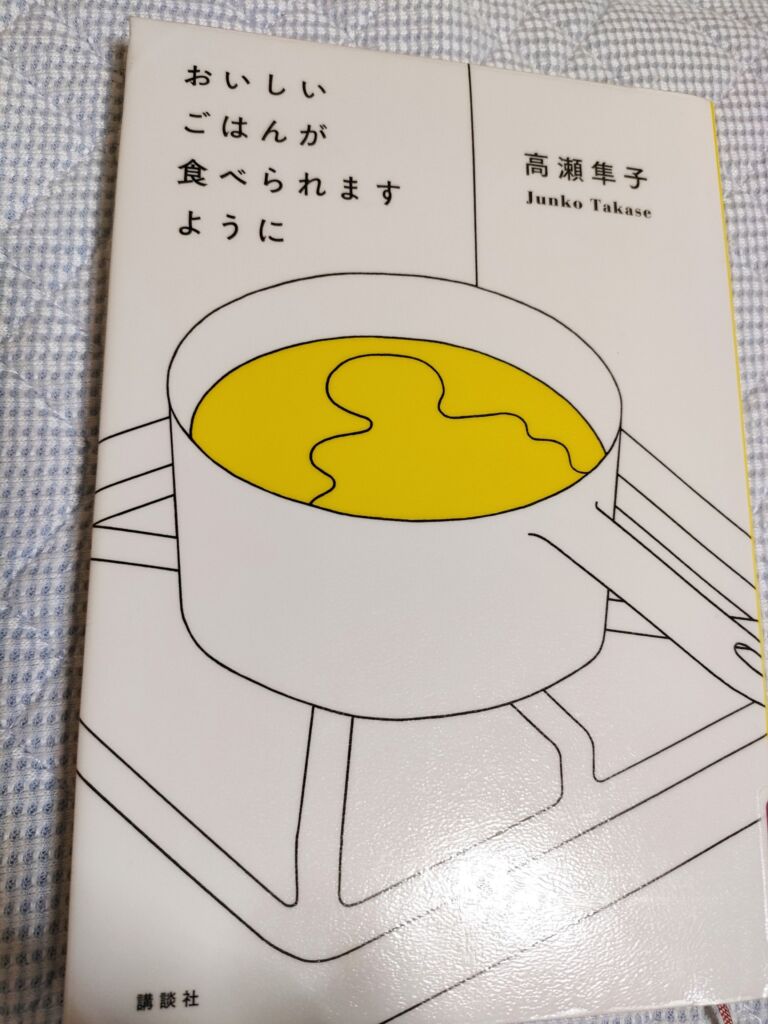 おいしい
ごはんが
食べられます
ように
高瀬隼子
Junko Takase
講談社